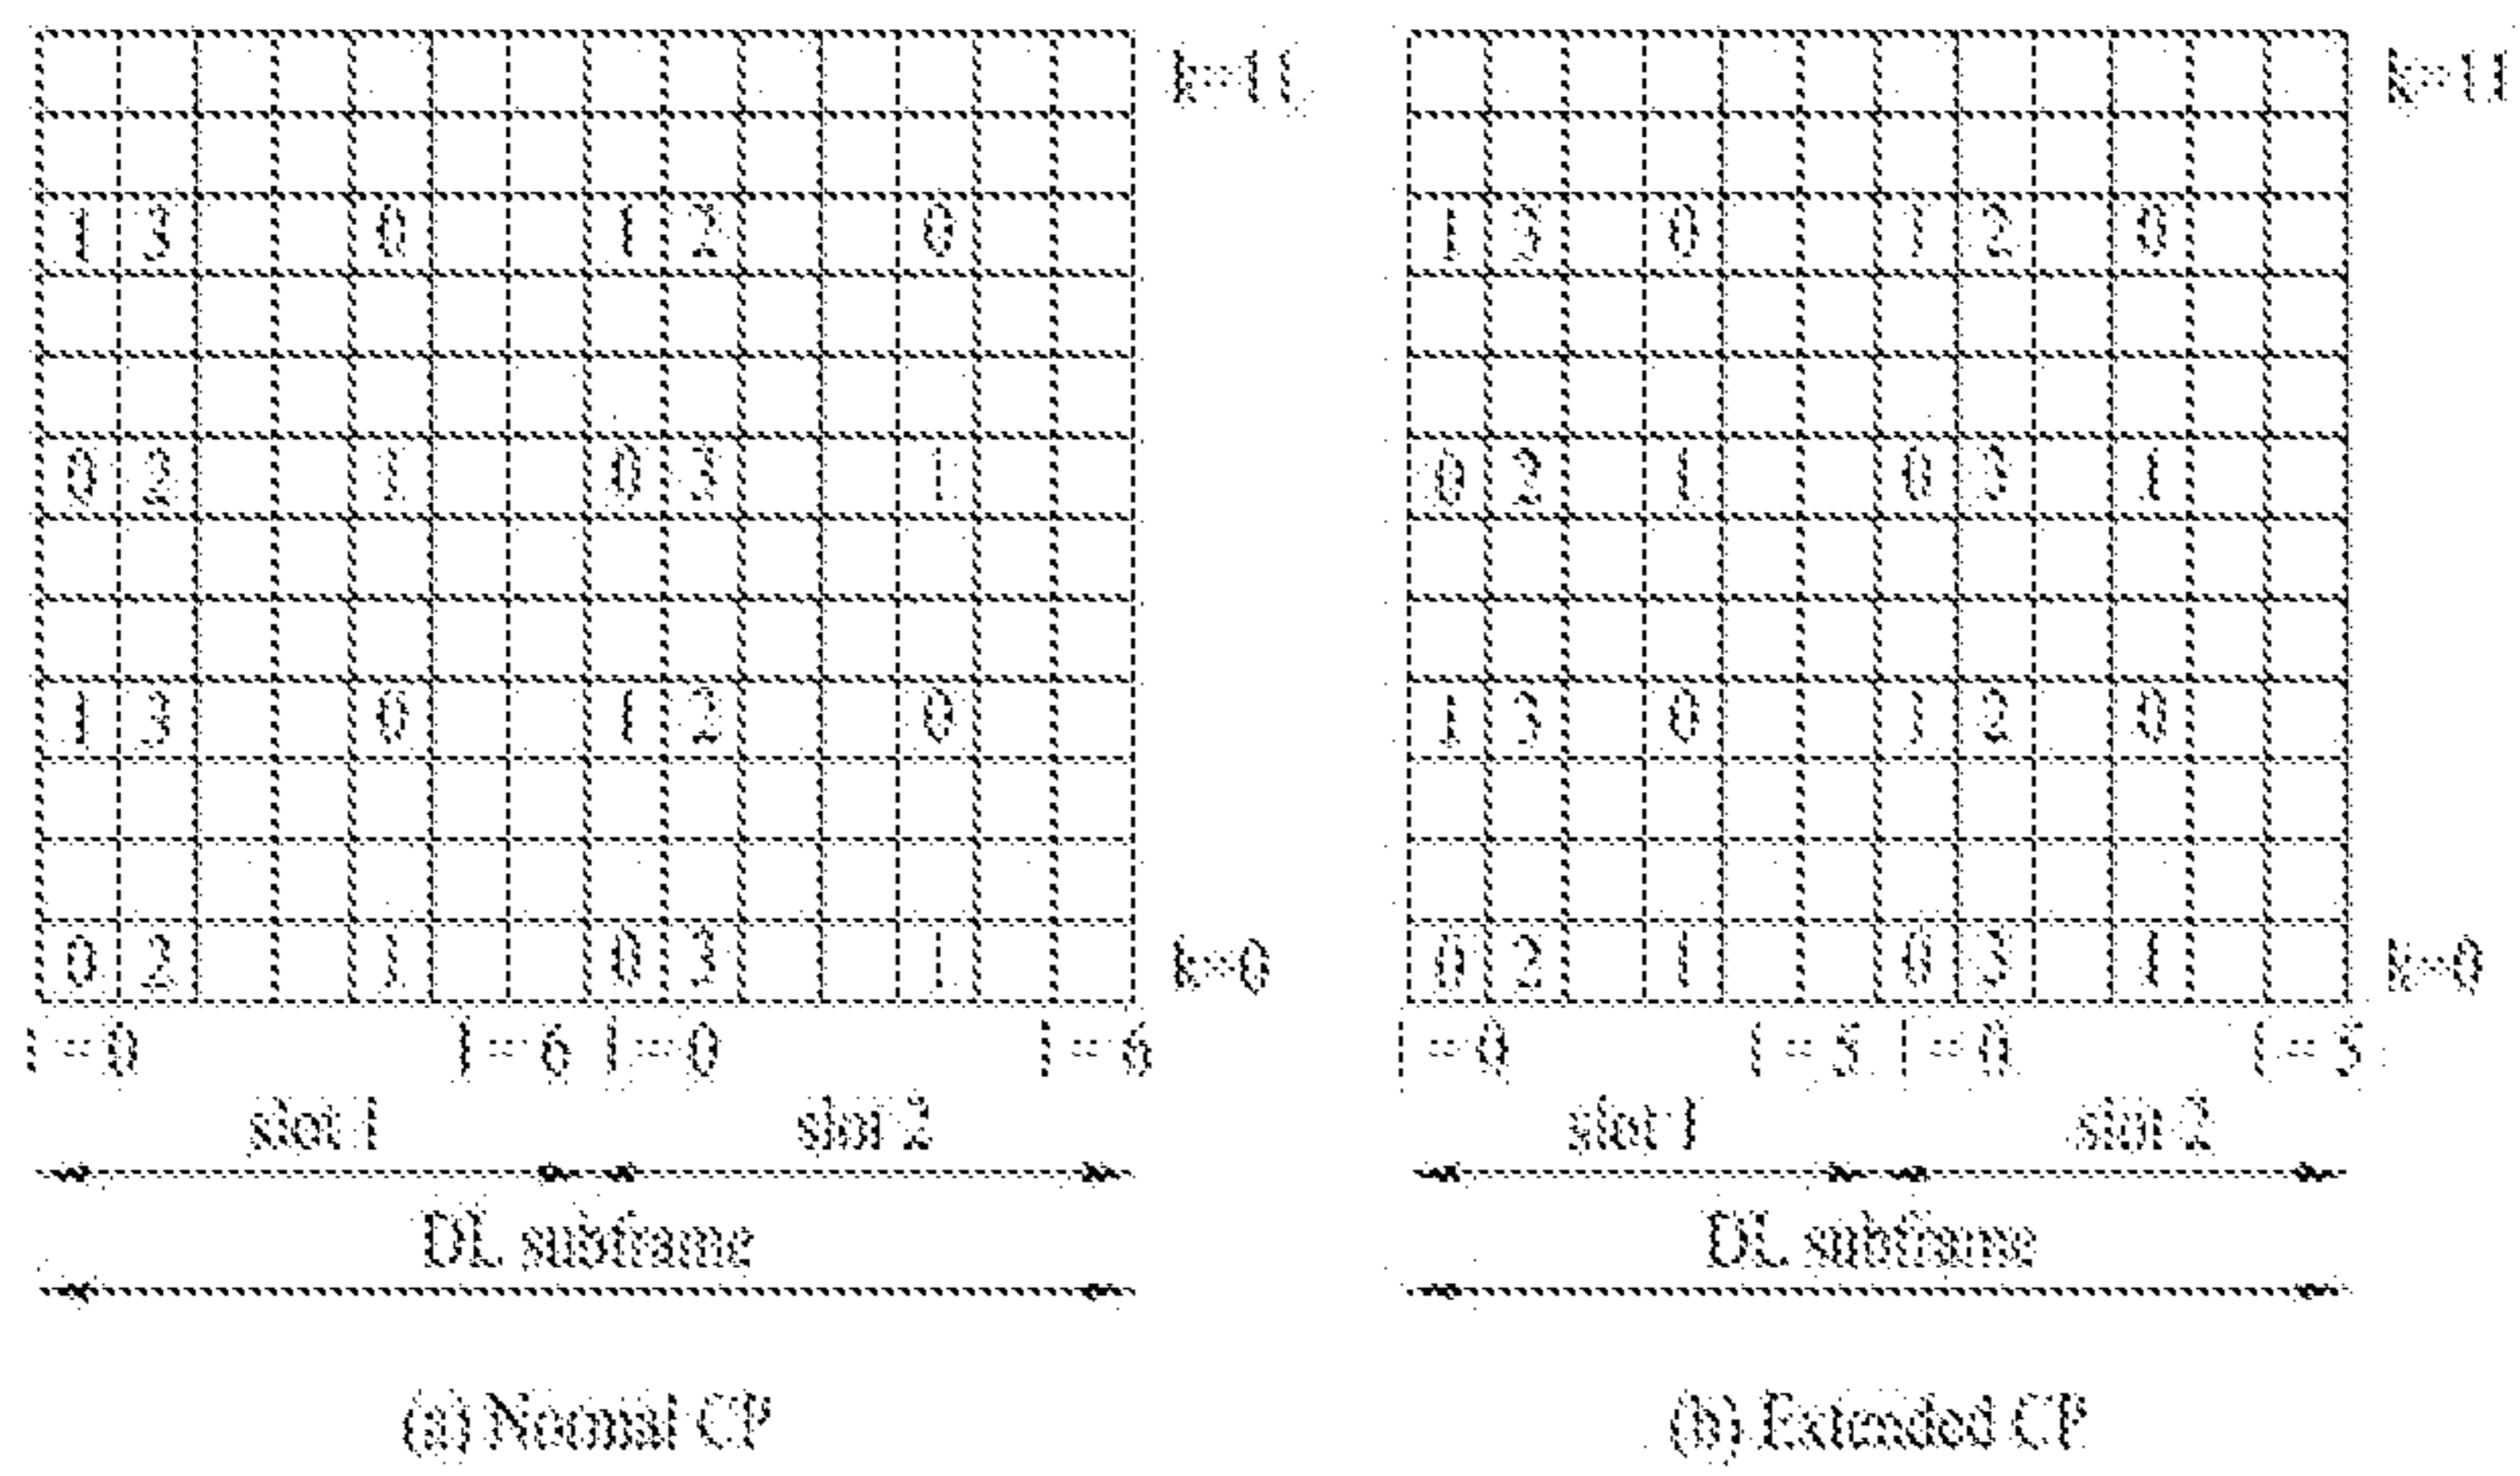 k=11 k=11
1 3 0 1 2 0 1 3 0 1 2 0
0 2 1 0 3 1 0 2 1 0 3 1
1 3 0 1 2 0 1 3 0 1 2 0
0 2 1 0 3 1 k=0 0 2 1 0 3 1 k=0
l=0 l=6 l=0 l=6 l=0 l=5 l=0 l=5
slot 1 slot 2 slot 1 slot 2
DL subframe DL subframe
(a) Normal CP (b) Extended CP